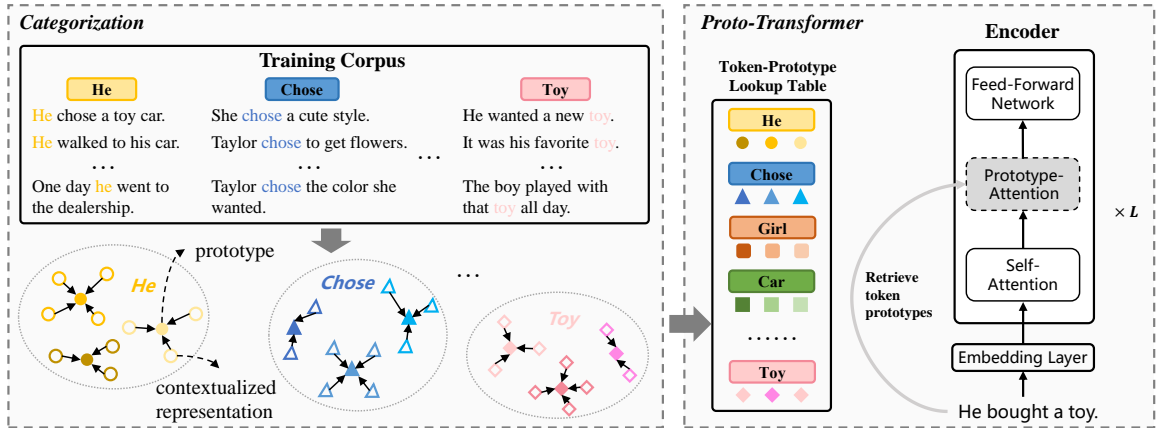 Categorization
Training Corpus
He
He chose a toy car.
He walked to his car.
...
One day he went to
the dealership.
Chose
She chose a cute style.
Taylor chose to get flowers.
...
Taylor chose the color she
wanted.
...
Toy
He wanted a new toy.
It was his favorite toy.
...
The boy played with
that toy all day.
prototype
He
contextualized
representation
Chose
...
Toy
Proto-Transformer
Token-Prototype
Lookup Table
He
Chose
Girl
Car
......
Toy
Retrieve
token
prototypes
Encoder
Feed-Forward
Network
Prototype-
Attention
Self-
Attention
× L
Embedding Layer
He bought a toy.